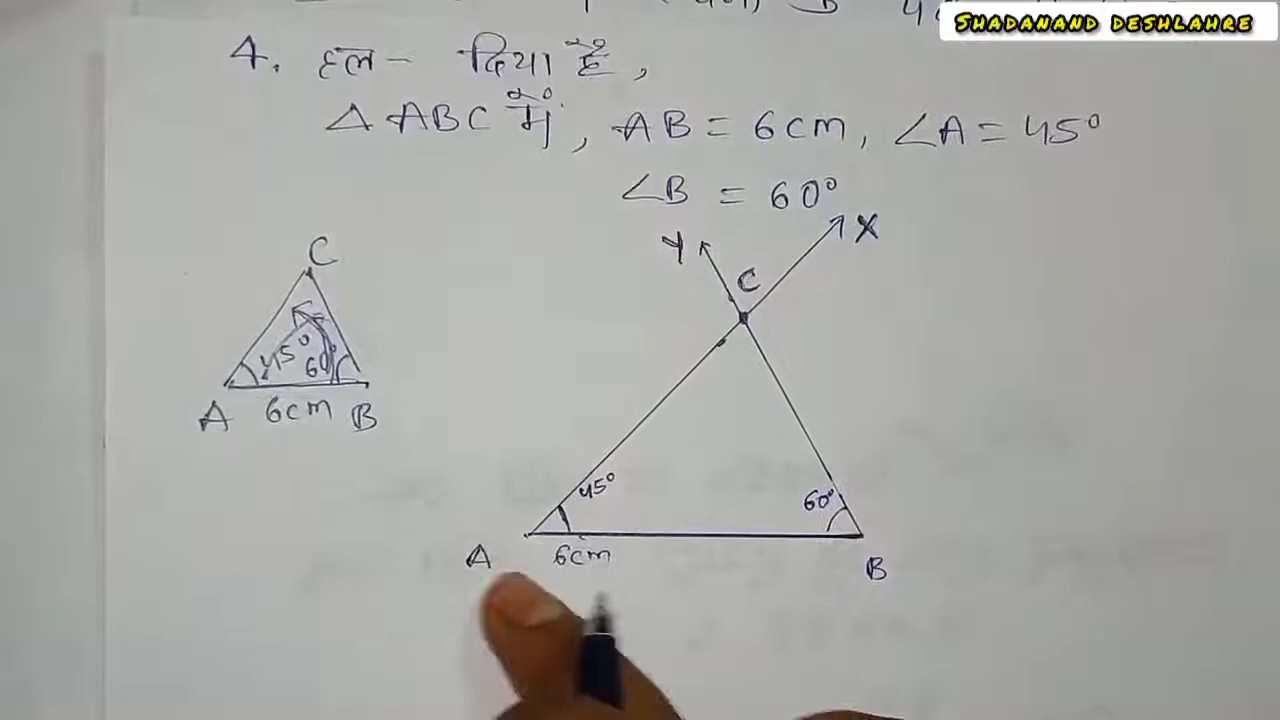 SHADANAND DESHLAHRE
4. हल - दिया है,
△ ABC में, AB = 6cm, ∠A = 45°
∠B = 60°
C
45° 60°
A 6cm B
Y X
C
45° 60°
A 6cm B